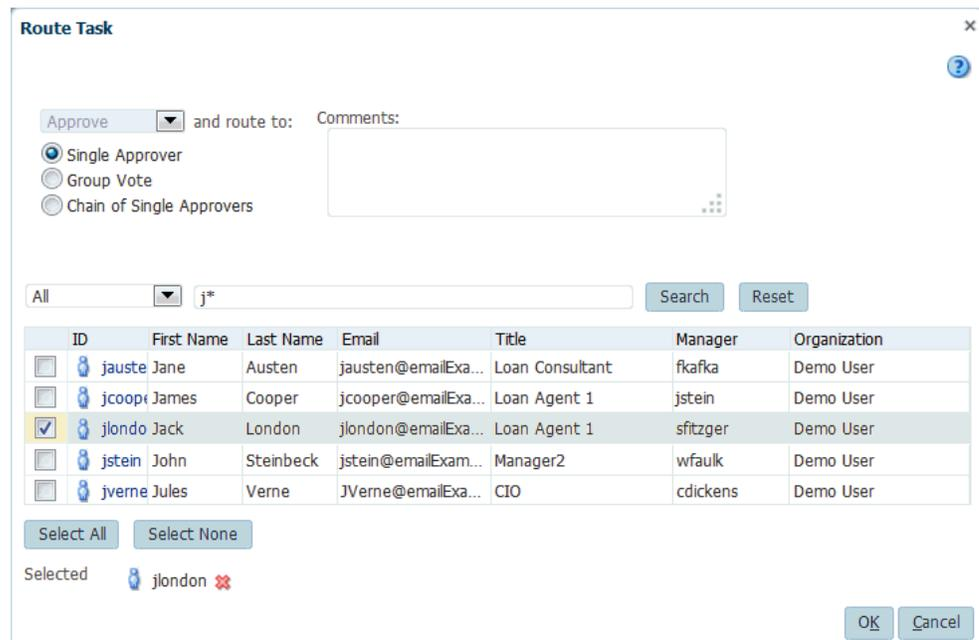 Route Task
Approve and route to: Comments:
Single Approver
Group Vote
Chain of Single Approvers
All j* Search Reset
ID First Name Last Name Email Title Manager Organization
jauste Jane Austen jausten@emailExa... Loan Consultant fkafka Demo User
jcoope James Cooper jcooper@emailExa... Loan Agent 1 jstein Demo User
jlondo Jack London jlondon@emailExa... Loan Agent 1 sfitzger Demo User
jstein John Steinbeck jstein@emailExam... Manager2 wfaulk Demo User
jverne Jules Verne JVerne@emailExa... CIO cdickens Demo User
Select All Select None
Selected jlondon
OK Cancel